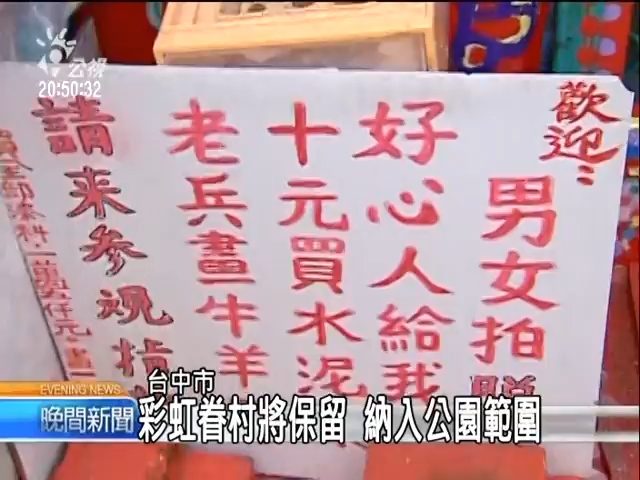 公視
20:50:32
歡迎:
男女拍
好心人給我
十元買水泥
老兵畫牛羊
請来参观指
EVENING NEWS
晚間新聞
台中市
彩虹眷村將保留 納入公園範圍